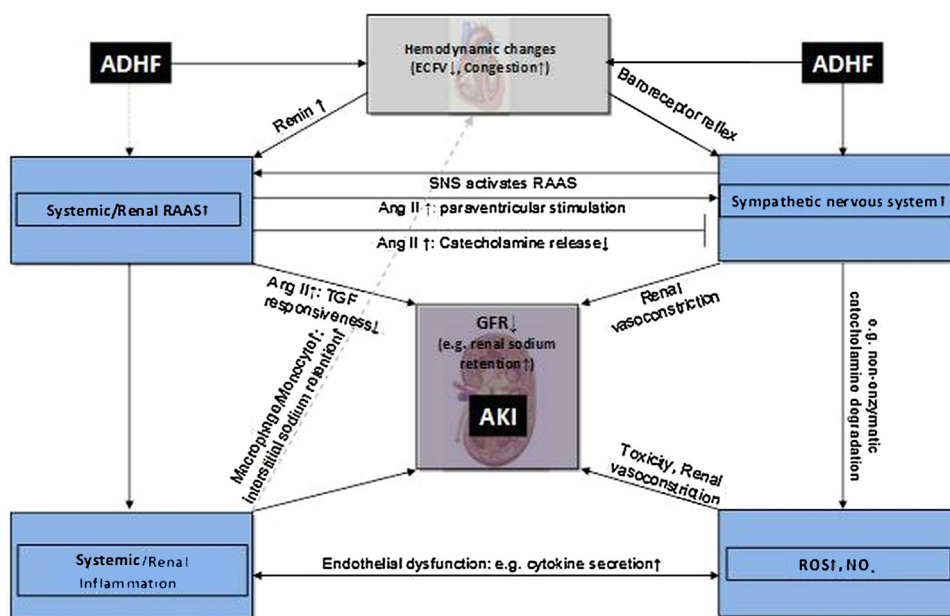 ADHF
Hemodynamic changes
(ECFV↓, Congestion↑)
ADHF
Renin ↑
Baroreceptor reflex
Systemic/Renal RAAS↑
SNS activates RAAS
Ang II ↑: paraventricular stimulation
Ang II ↑: Catecholamine release↓
Sympathetic nervous system↑
Ang II↑: TGF
responsiveness↓
Renal
vasoconstriction
GFR↓
(e.g. renal sodium
retention↑)
AKI
Macrophage/Monocyte↑:
interstitial sodium retention↑
e.g. non-enzymatic
catocholamino degradation
Toxicity, Renal
vasoconstriction
Systemic/Renal
Inflammation
Endothelial dysfunction: e.g. cytokine secretion↑
ROS↑, NO.